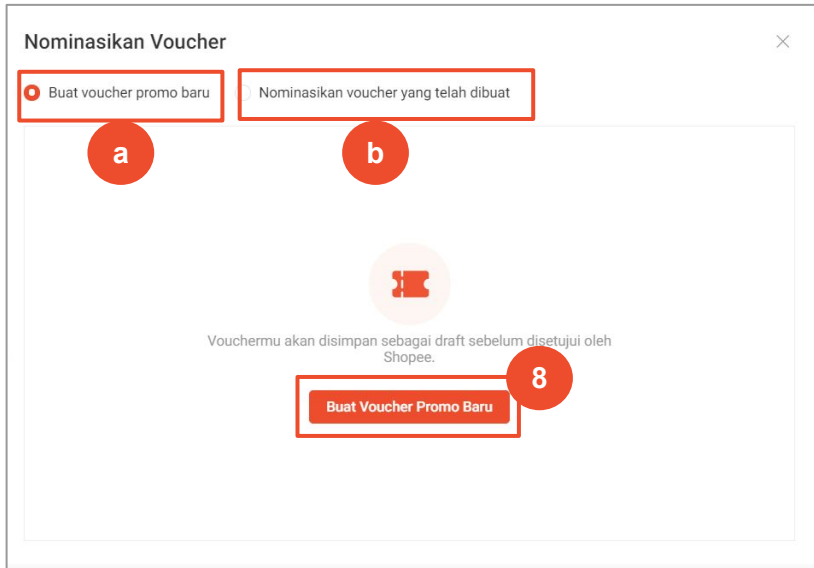 Nominasikan Voucher
Buat voucher promo baru
Nominasikan voucher yang telah dibuat
a
b
Vouchermu akan disimpan sebagai draft sebelum disetujui oleh
Shopee.
8
Buat Voucher Promo Baru